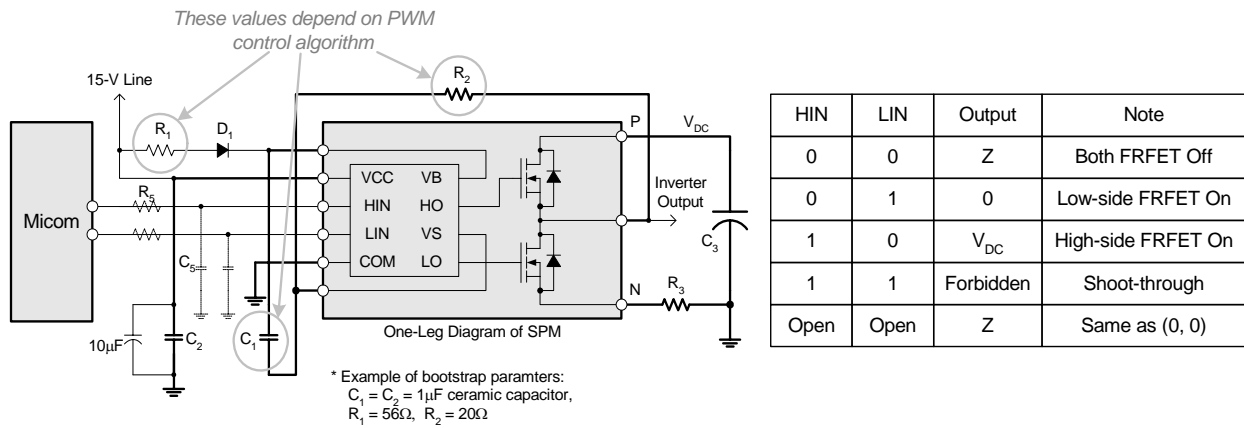 These values depend on PWM
control algorithm
15-V Line
R1
D1
R2
P
VDC
Micom
R5
VCC VB
HIN HO
LIN VS
COM LO
Inverter
Output
C5
C3
N
R3
10μF
C2
C1
One-Leg Diagram of SPM
* Example of bootstrap paramters:
C1 = C2 = 1μF ceramic capacitor,
R1 = 56Ω, R2 = 20Ω
HIN LIN Output Note
0 0 Z Both FRFET Off
0 1 0 Low-side FRFET On
1 0 VDC High-side FRFET On
1 1 Forbidden Shoot-through
Open Open Z Same as (0, 0)